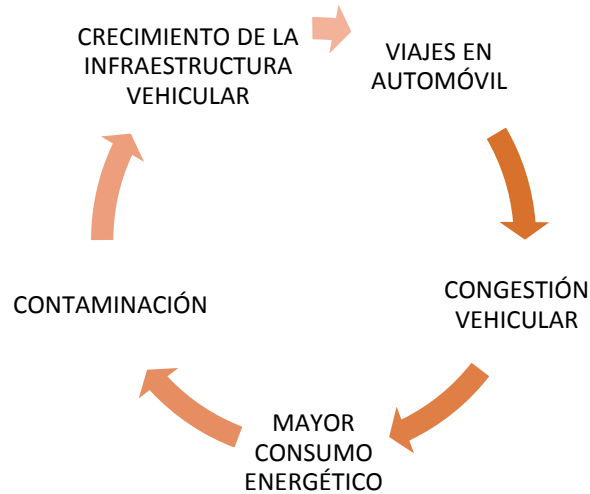 CRECIMIENTO DE LA
INFRAESTRUCTURA
VEHICULAR
VIAJES EN
AUTOMÓVIL
CONGESTIÓN
VEHICULAR
MAYOR
CONSUMO
ENERGÉTICO
CONTAMINACIÓN